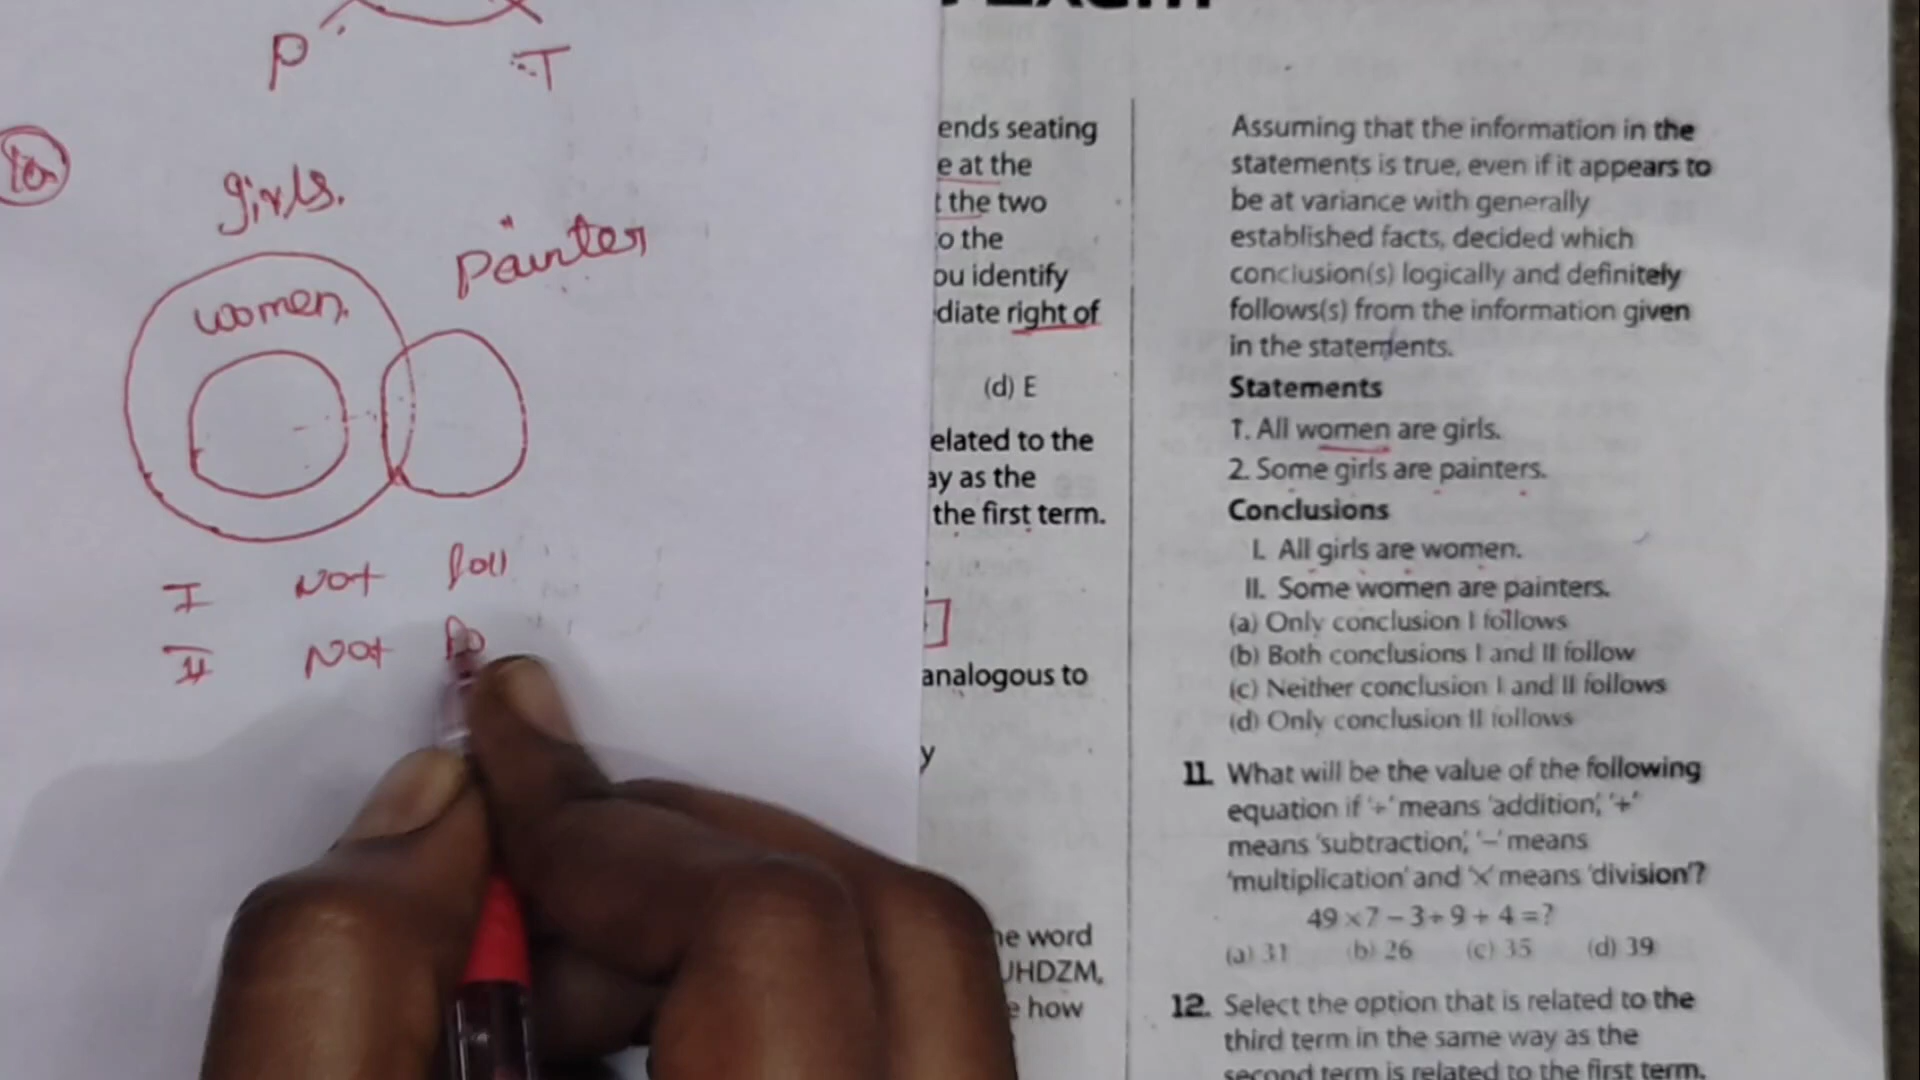 P T
10
girls.
painter
women.
I Not foll
II Not fo
ends seating
e at the
t the two
o the
ou identify
diate right of
(d) E
elated to the
ay as the
the first term.
analogous to
y
he word
JHDZM,
e how
Assuming that the information in the
statements is true, even if it appears to
be at variance with generally
established facts, decided which
conclusion(s) logically and definitely
follows(s) from the information given
in the statements.
Statements
1. All women are girls.
2. Some girls are painters.
Conclusions
I. All girls are women.
II. Some women are painters.
(a) Only conclusion I follows
(b) Both conclusions I and II follow
(c) Neither conclusion I and II follows
(d) Only conclusion II follows
11. What will be the value of the following
equation if '÷' means 'addition', '+'
means 'subtraction', '−' means
'multiplication' and '×' means 'division'?
49 × 7 − 3 ÷ 9 + 4 = ?
(a) 31 (b) 26 (c) 35 (d) 39
12. Select the option that is related to the
third term in the same way as the
second term is related to the first term.